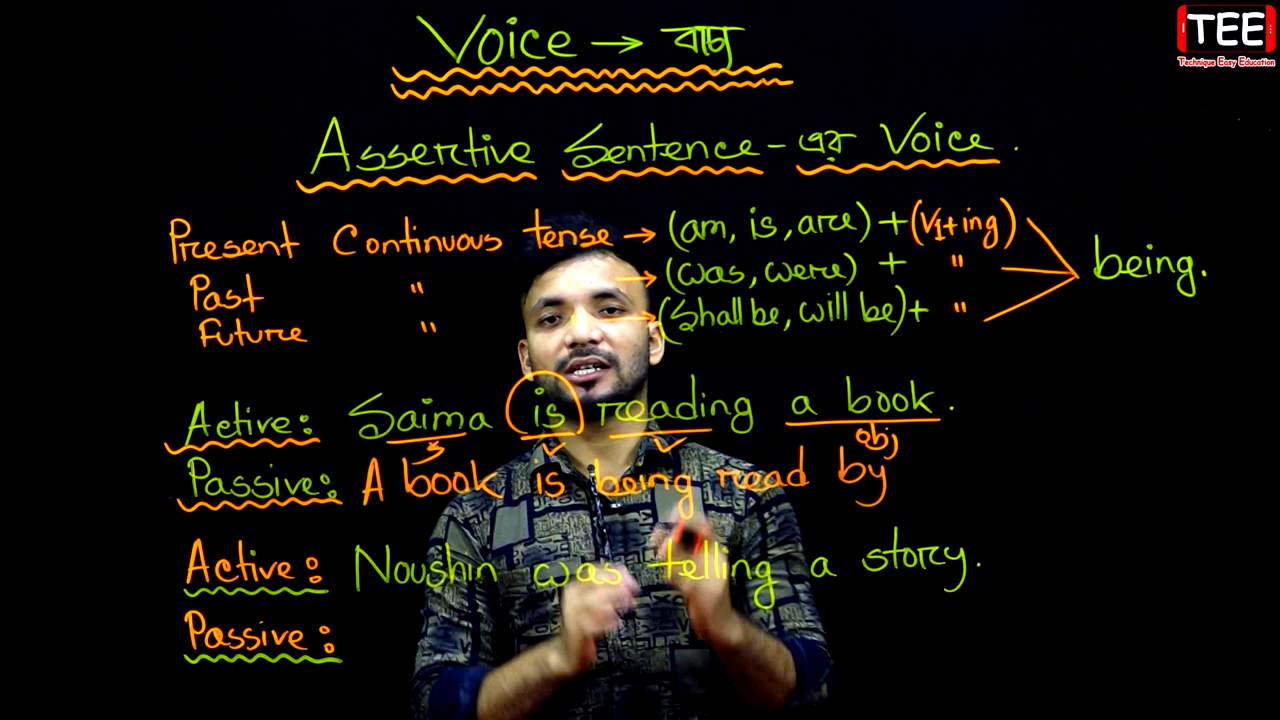 Voice → বাচ্য
TEE
Technique Easy Education
Assertive Sentence - এর Voice.
Present Continuous tense → (am, is, are) + (V1+ing)
Past " → (was, were) + "
Future " → (Shall be, will be) + "
being.
Active: Saima is reading a book.
s obj
Passive: A book is being read by
Active: Noushin was telling a story.
Passive: